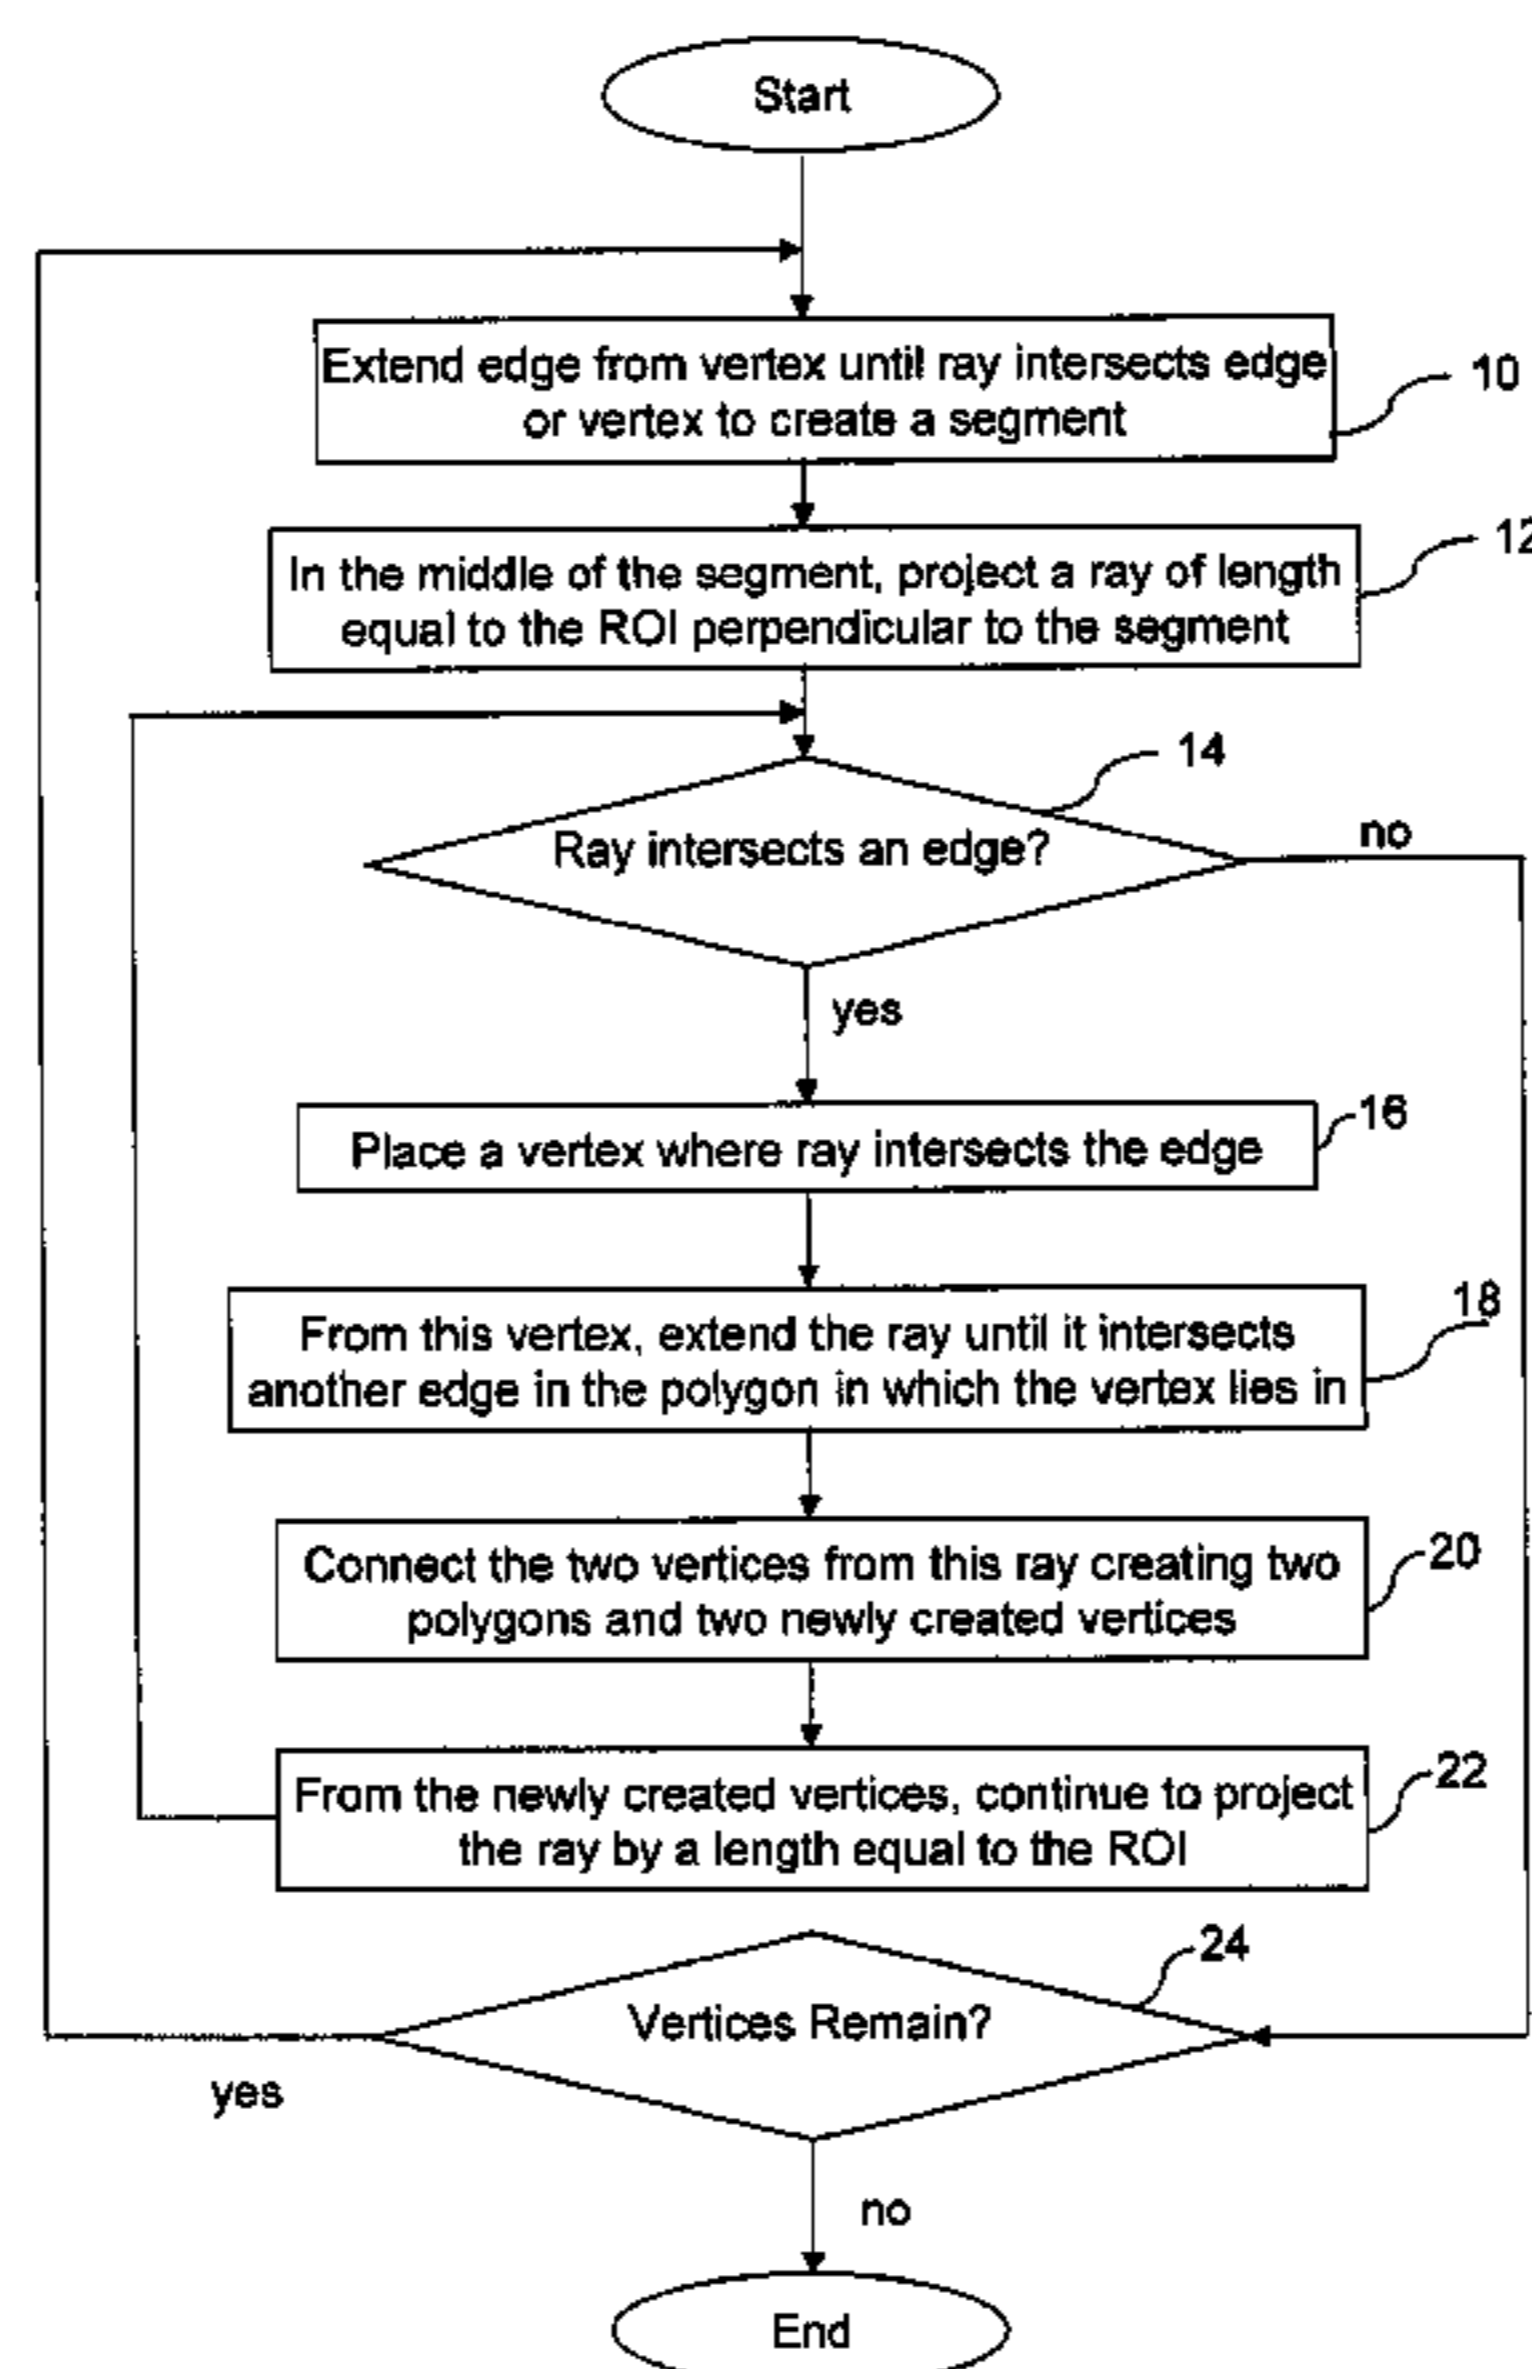 Start
Extend edge from vertex until ray intersects edge
or vertex to create a segment
10
In the middle of the segment, project a ray of length
equal to the ROI perpendicular to the segment
12
14
Ray intersects an edge?
no
yes
Place a vertex where ray intersects the edge
16
From this vertex, extend the ray until it intersects
another edge in the polygon in which the vertex lies in
18
Connect the two vertices from this ray creating two
polygons and two newly created vertices
20
From the newly created vertices, continue to project
the ray by a length equal to the ROI
22
24
Vertices Remain?
yes
no
End